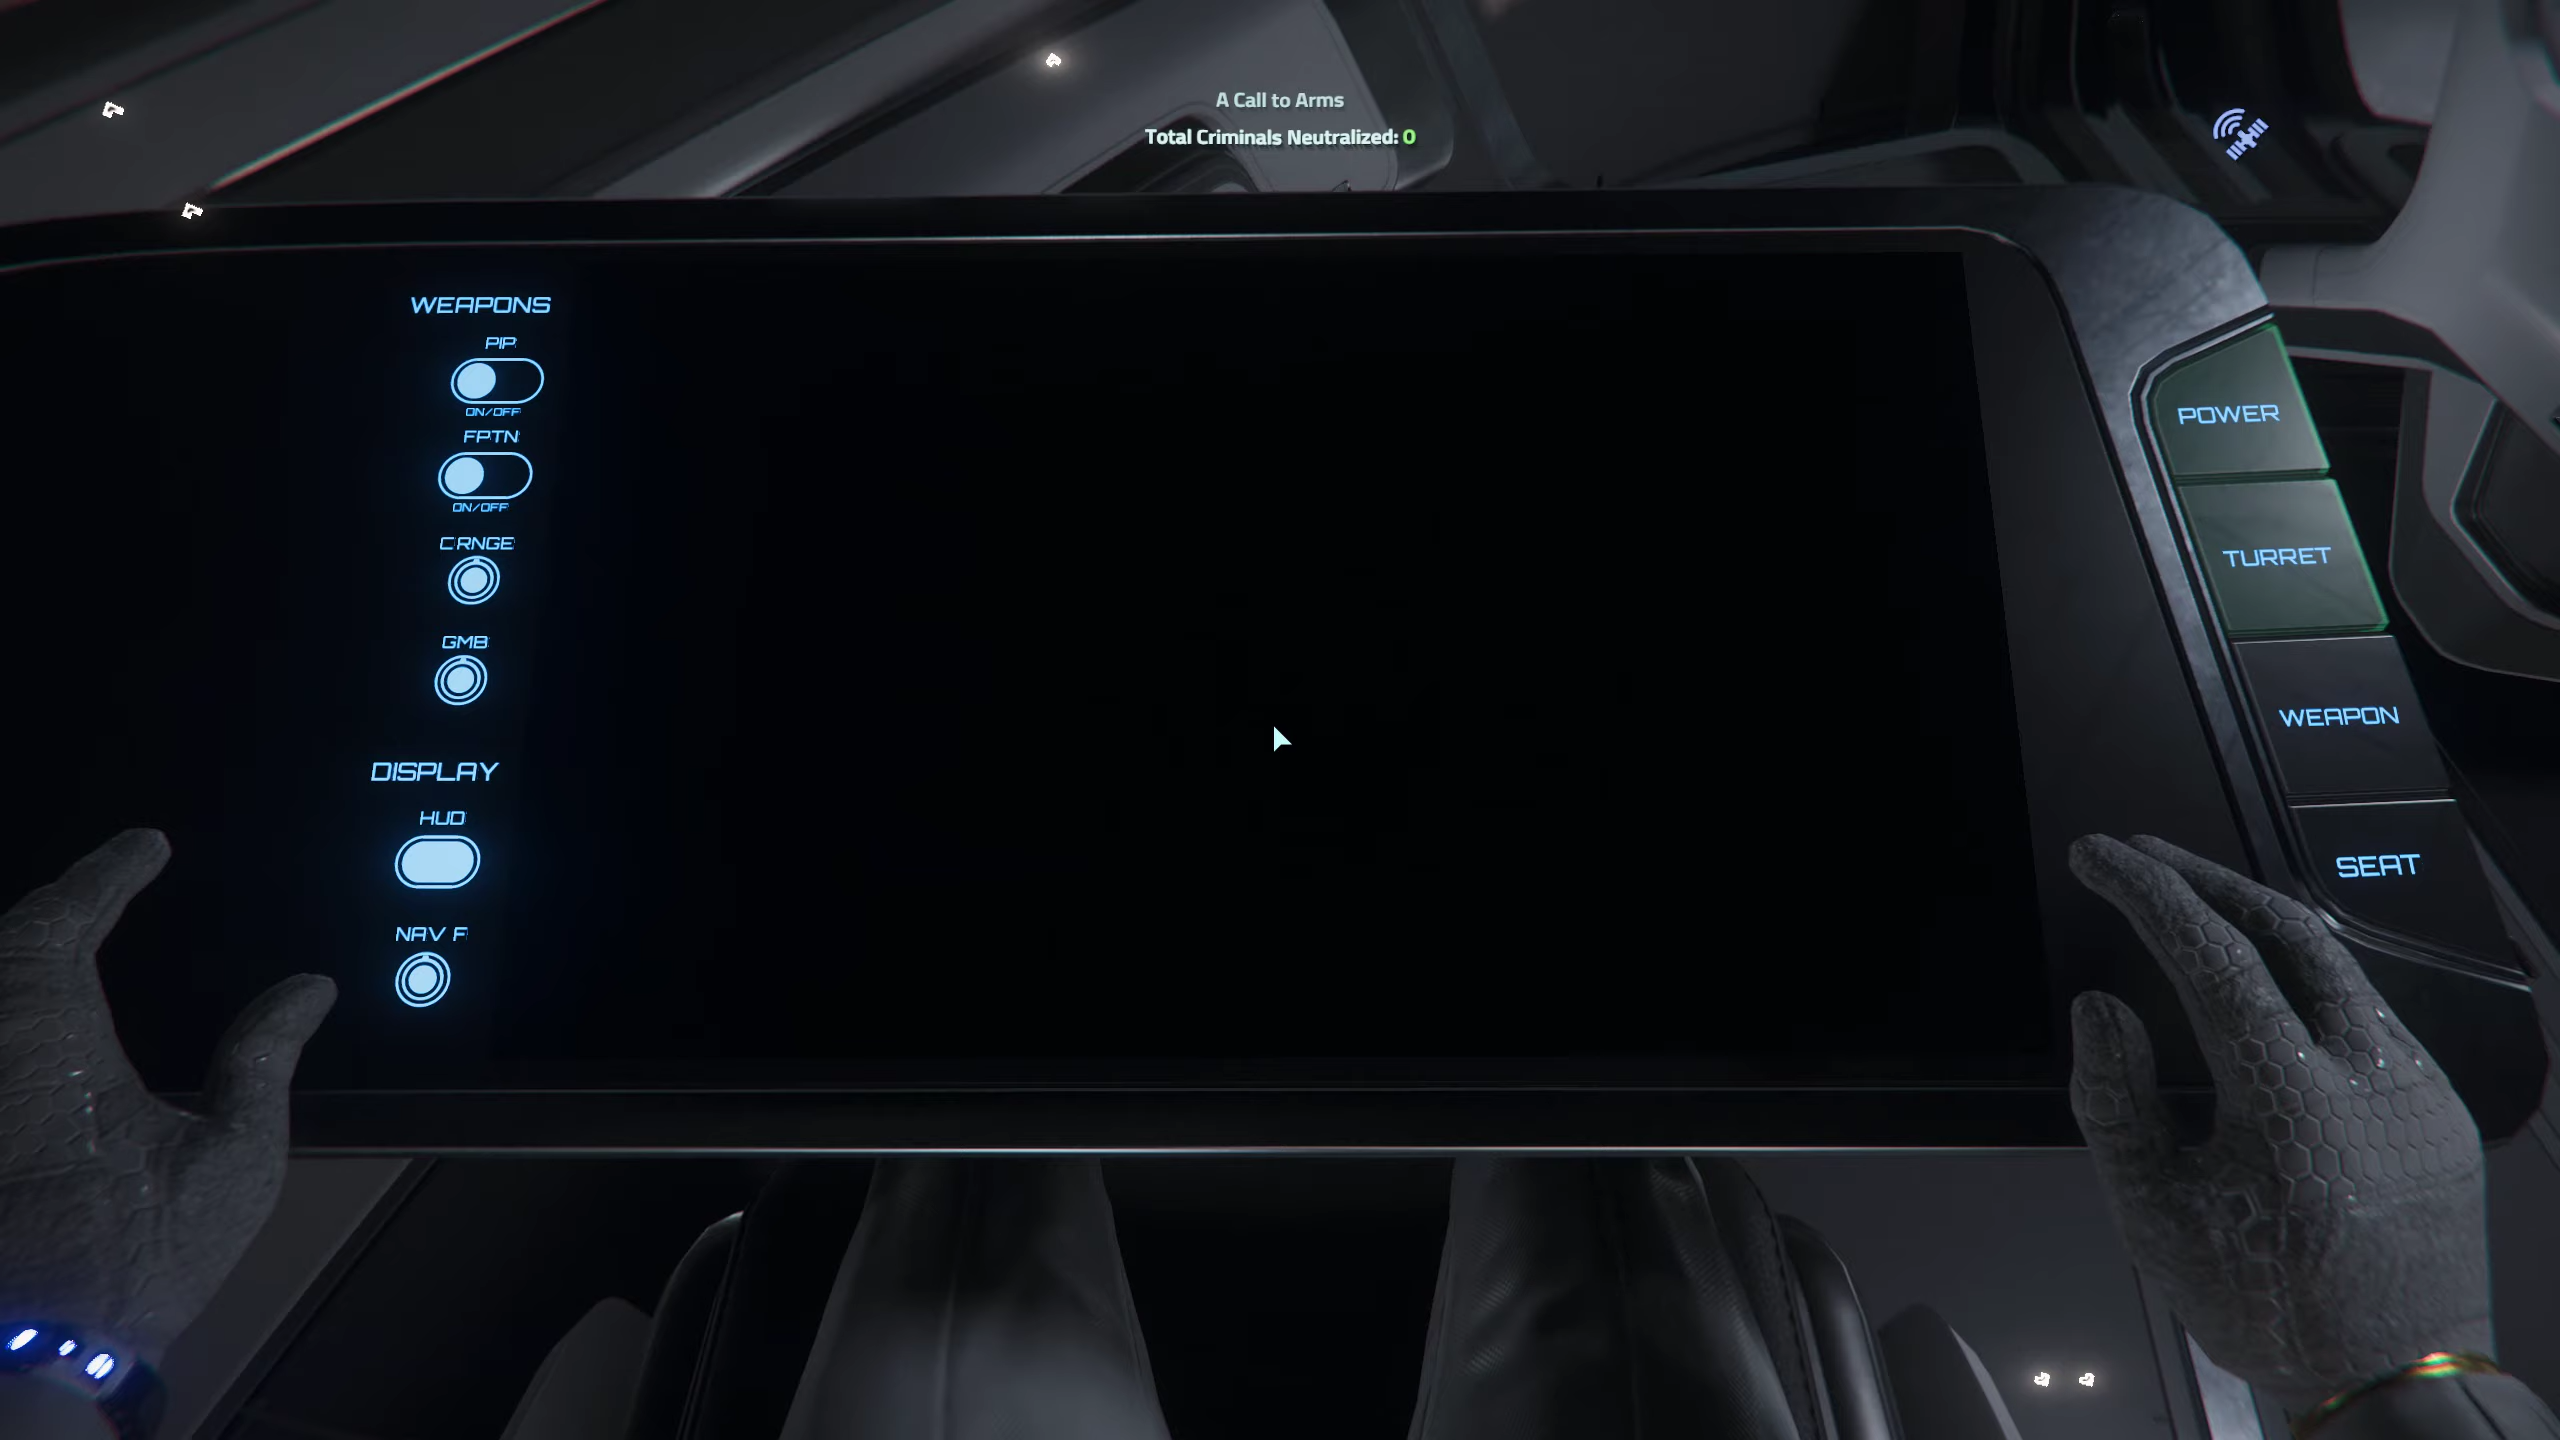 A Call to Arms
Total Criminals Neutralized: 0
WEAPONS
PIP
ON/OFF
FPTN
ON/OFF
CRNGE
GMB
DISPLAY
HUD
NAV F
POWER
TURRET
WEAPON
SEAT